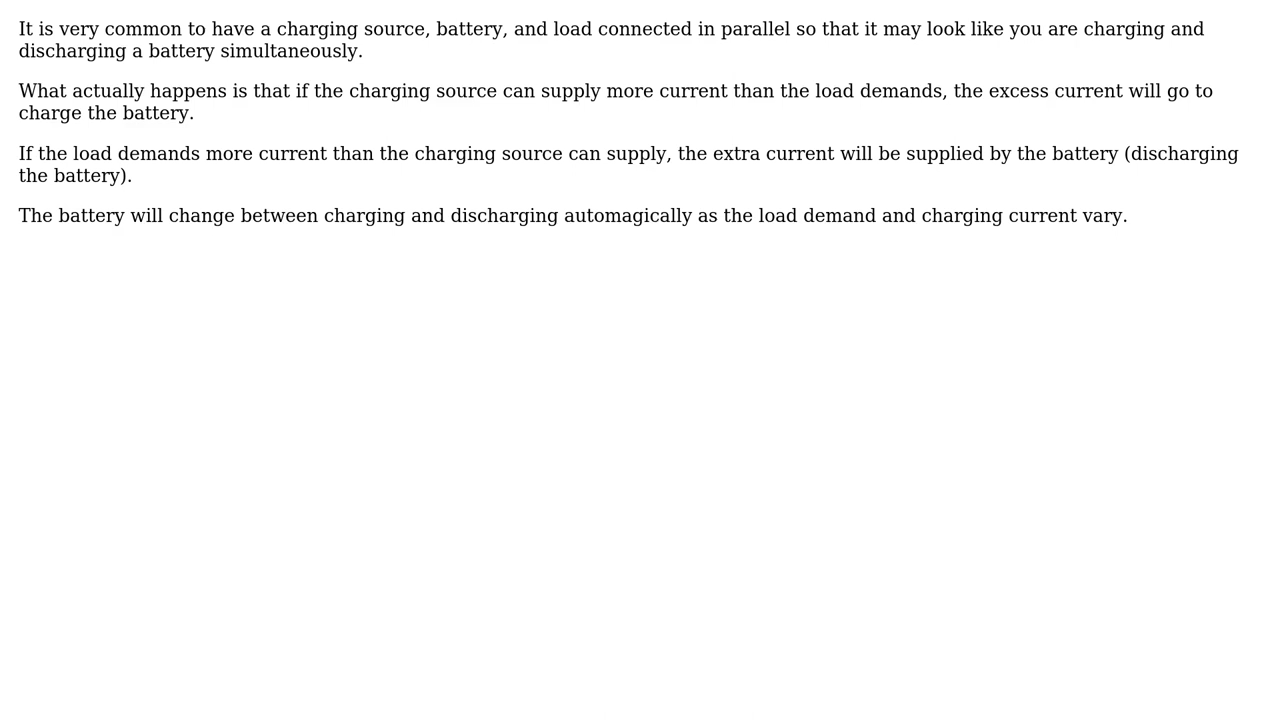 It is very common to have a charging source, battery, and load connected in parallel so that it may look like you are charging and
discharging a battery simultaneously.
What actually happens is that if the charging source can supply more current than the load demands, the excess current will go to
charge the battery.
If the load demands more current than the charging source can supply, the extra current will be supplied by the battery (discharging
the battery).
The battery will change between charging and discharging automagically as the load demand and charging current vary.